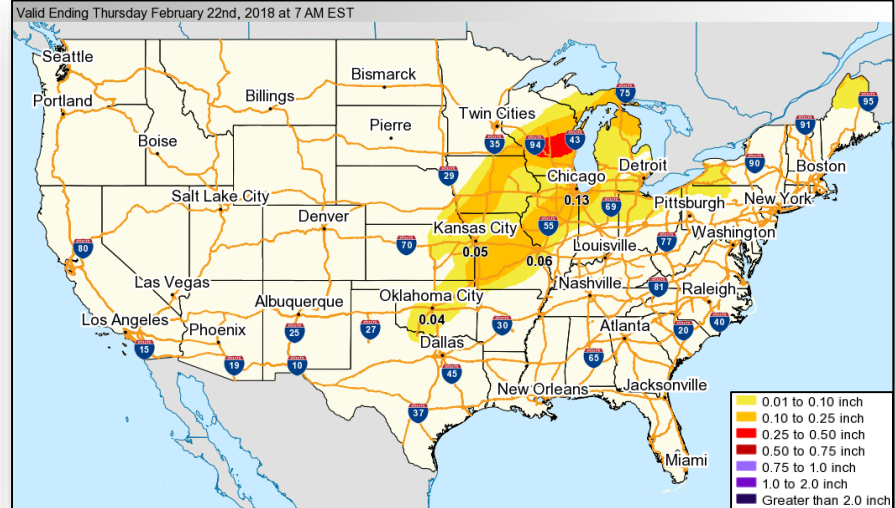 Valid Ending Thursday February 22nd, 2018 at 7 AM EST
Seattle
Portland
Billings
Bismarck
Twin Cities
75
95
Boise
Pierre
35
94
43
91
29
Chicago
Detroit
90
Boston
Salt Lake City
0.13
69
Pittsburgh
New York
Denver
Kansas City
55
Washington
80
70
0.05
0.06
Louisville
77
Las Vegas
Albuquerque
Oklahoma City
Nashville
81
Raleigh
Los Angeles
Phoenix
25
27
0.04
30
Atlanta
20
40
15
19
10
Dallas
65
45
New Orleans
Jacksonville
37
Miami
0.01 to 0.10 inch
0.10 to 0.25 inch
0.25 to 0.50 inch
0.50 to 0.75 inch
0.75 to 1.0 inch
1.0 to 2.0 inch
Greater than 2.0 inch